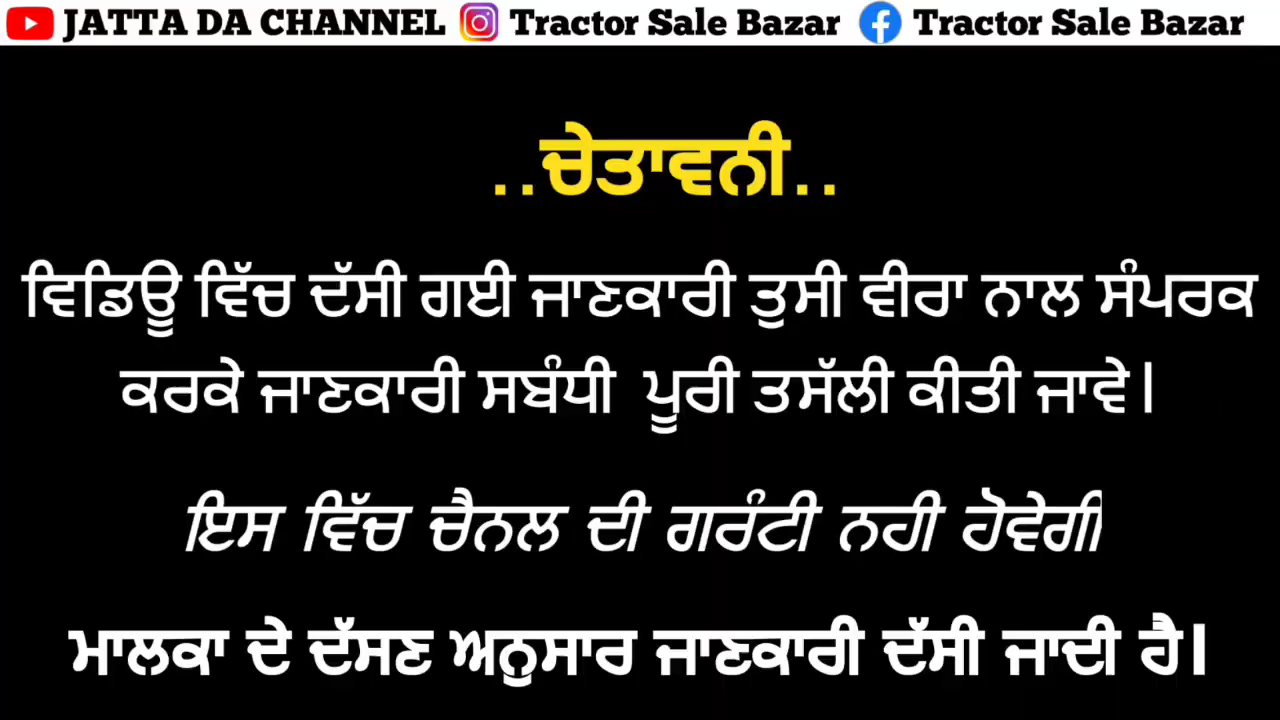 JATTA DA CHANNEL Tractor Sale Bazar Tractor Sale Bazar
..ਚੇਤਾਵਨੀ..
ਵਿਡਿਊ ਵਿੱਚ ਦੱਸੀ ਗਈ ਜਾਣਕਾਰੀ ਤੁਸੀ ਵੀਰਾ ਨਾਲ ਸੰਪਰਕ
ਕਰਕੇ ਜਾਣਕਾਰੀ ਸਬੰਧੀ ਪੂਰੀ ਤਸੱਲੀ ਕੀਤੀ ਜਾਵੇ।
ਇਸ ਵਿੱਚ ਚੈਨਲ ਦੀ ਗਰੰਟੀ ਨਹੀ ਹੋਵੇਗੀ
ਮਾਲਕਾ ਦੇ ਦੱਸਣ ਅਨੁਸਾਰ ਜਾਣਕਾਰੀ ਦੱਸੀ ਜਾਦੀ ਹੈ।